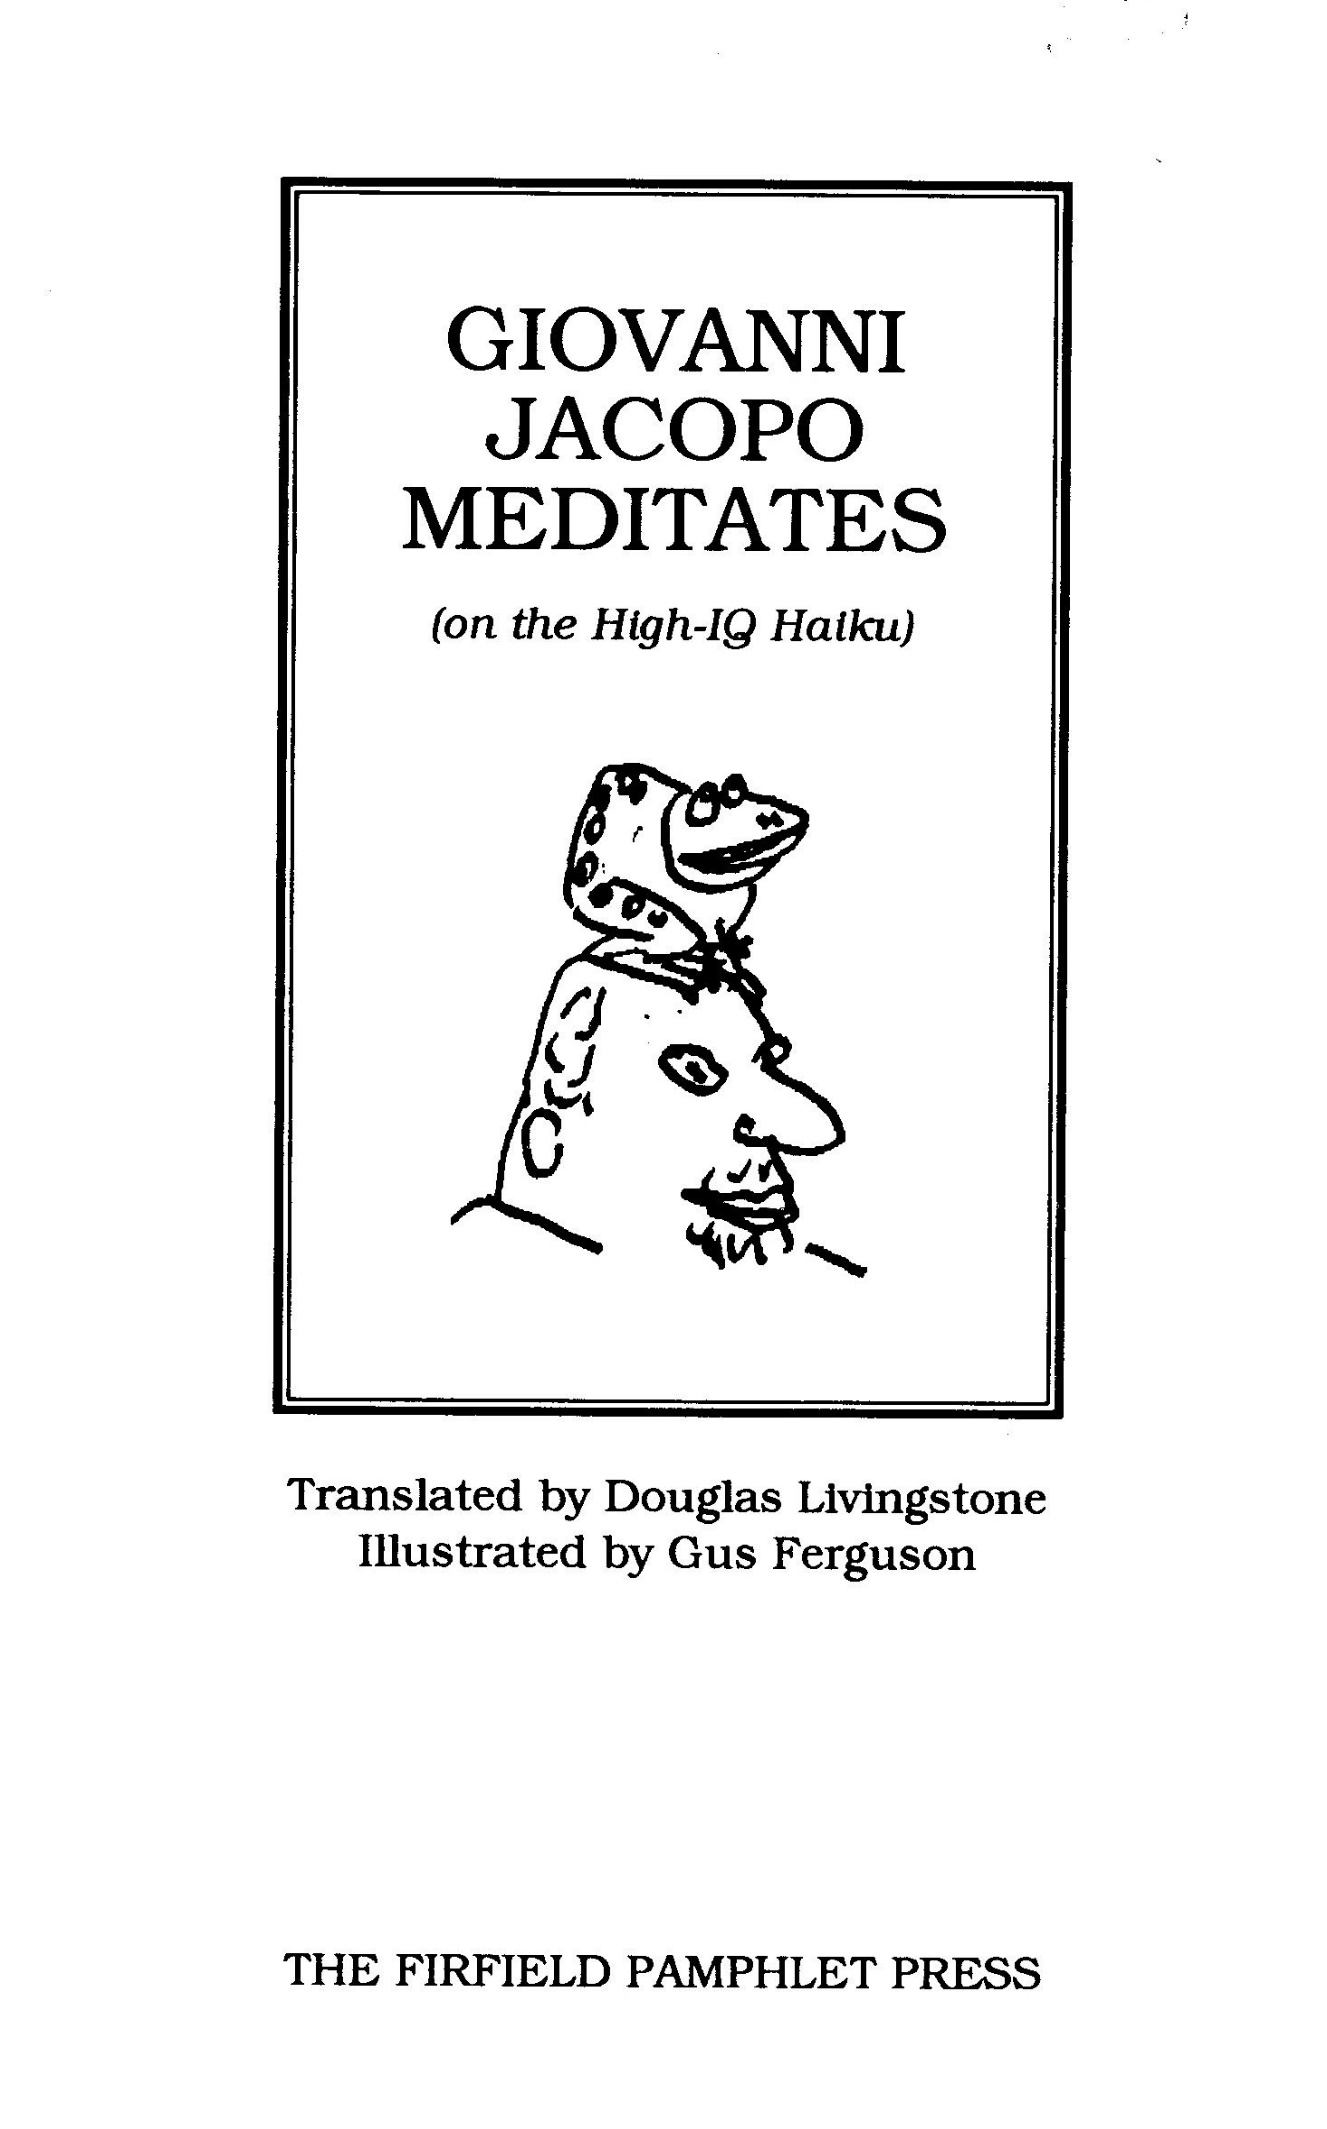 GIOVANNI
JACOPO
MEDITATES
(on the High-IQ Haiku)
Translated by Douglas Livingstone
Illustrated by Gus Ferguson
THE FIRFIELD PAMPHLET PRESS